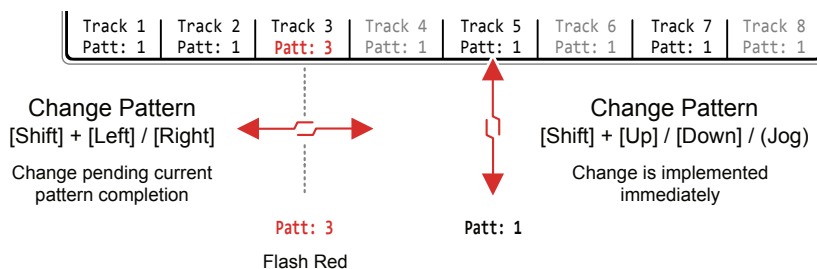 Track 1 Track 2 Track 3 Track 4 Track 5 Track 6 Track 7 Track 8
Patt: 1 Patt: 1 Patt: 3 Patt: 1 Patt: 1 Patt: 1 Patt: 1 Patt: 1
Change Pattern
[Shift] + [Left] / [Right]
Change pending current
pattern completion
Change Pattern
[Shift] + [Up] / [Down] / (Jog)
Change is implemented
immediately
Patt: 3
Flash Red
Patt: 1